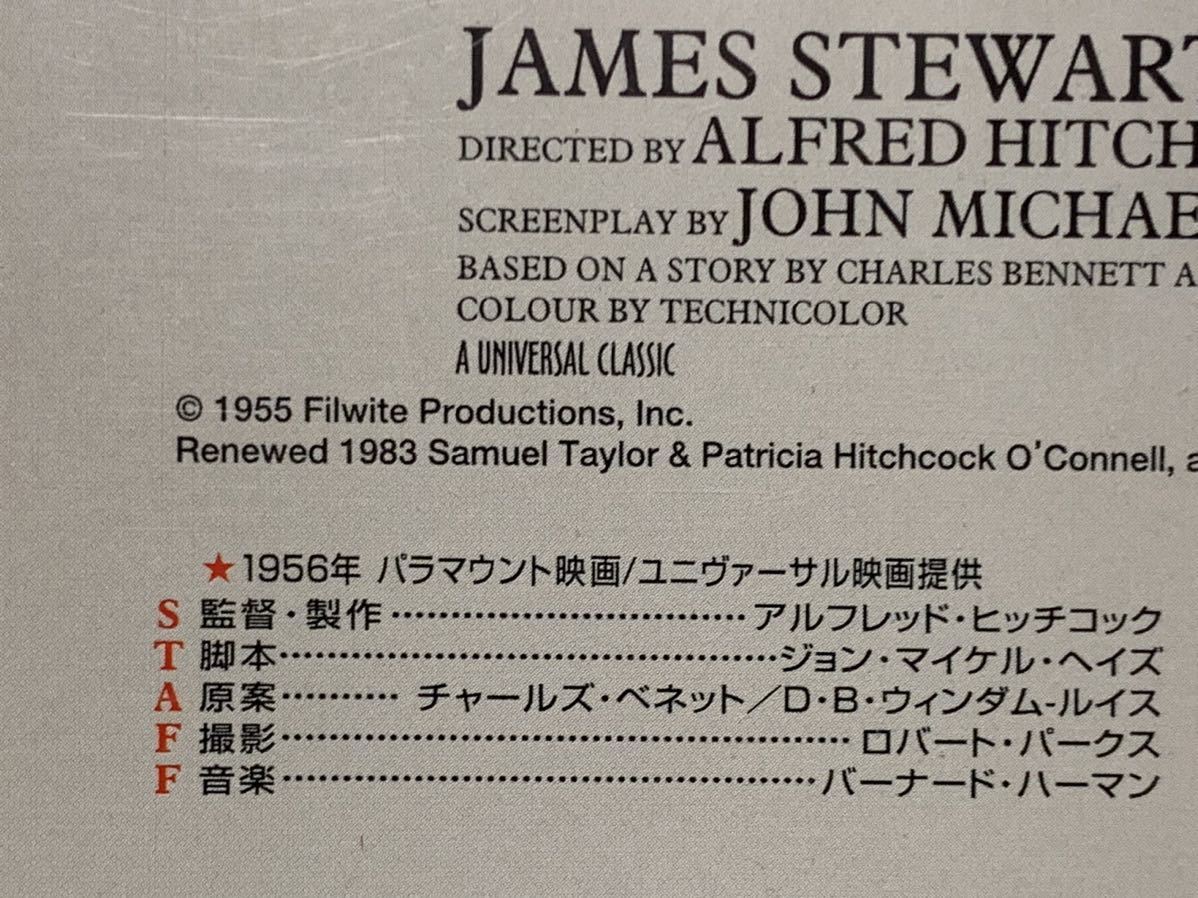 JAMES STEWART
DIRECTED BY ALFRED HITCH
SCREENPLAY BY JOHN MICHAE
BASED ON A STORY BY CHARLES BENNETT A
COLOUR BY TECHNICOLOR
A UNIVERSAL CLASSIC
© 1955 Filwite Productions, Inc.
Renewed 1983 Samuel Taylor & Patricia Hitchcock O'Connell, a
★1956年 パラマウント映画/ユニヴァーサル映画提供
S 監督・製作……………………………アルフレッド・ヒッチコック
T 脚本………………………………………ジョン・マイケル・ヘイズ
A 原案………… チャールズ・ベネット／D・B・ウィンダム-ルイス
F 撮影……………………………………………ロバート・パークス
F 音楽…………………………………………バーナード・ハーマン